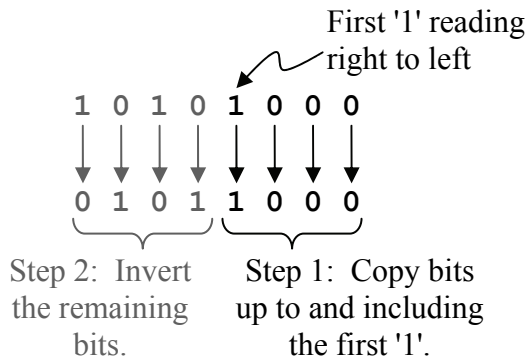 First '1' reading
right to left
1 0 1 0 1 0 0 0
0 1 0 1 1 0 0 0
Step 2: Invert
the remaining
bits.
Step 1: Copy bits
up to and including
the first '1'.